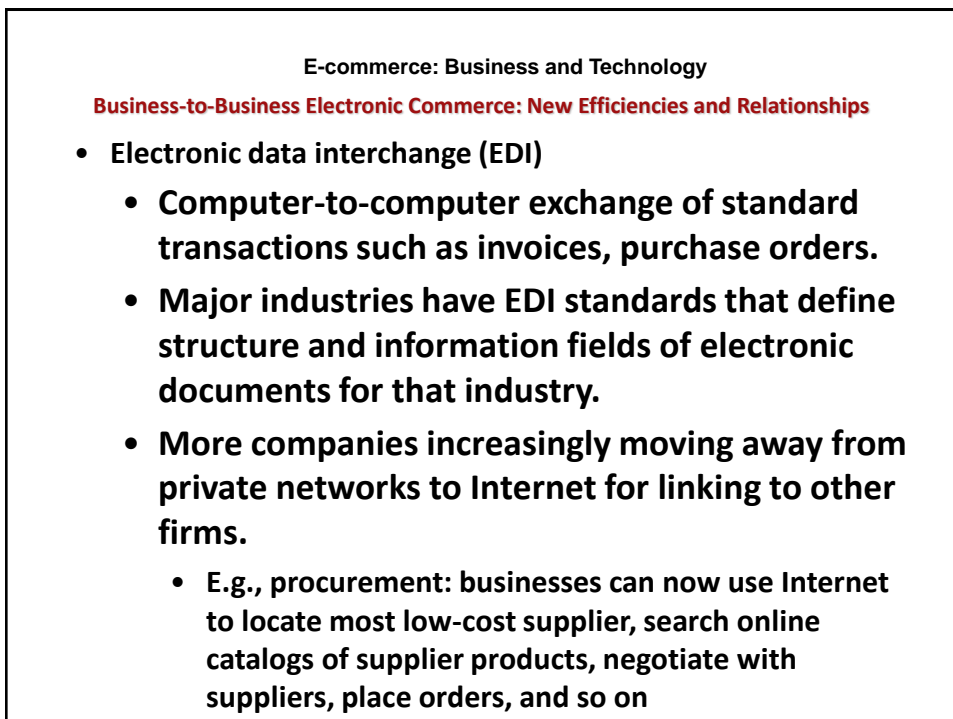 E-commerce: Business and Technology
Business-to-Business Electronic Commerce: New Efficiencies and Relationships
• Electronic data interchange (EDI)
• Computer-to-computer exchange of standard
transactions such as invoices, purchase orders.
• Major industries have EDI standards that define
structure and information fields of electronic
documents for that industry.
• More companies increasingly moving away from
private networks to Internet for linking to other
firms.
• E.g., procurement: businesses can now use Internet
to locate most low-cost supplier, search online
catalogs of supplier products, negotiate with
suppliers, place orders, and so on